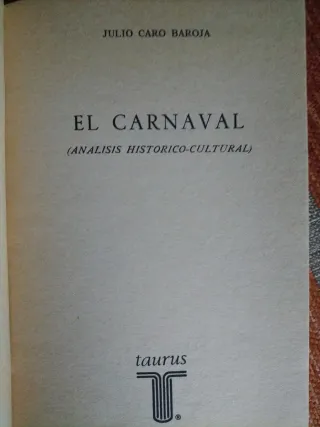 JULIO CARO BAROJA
EL CARNAVAL
(ANALISIS HISTORICO-CULTURAL)
taurus
®